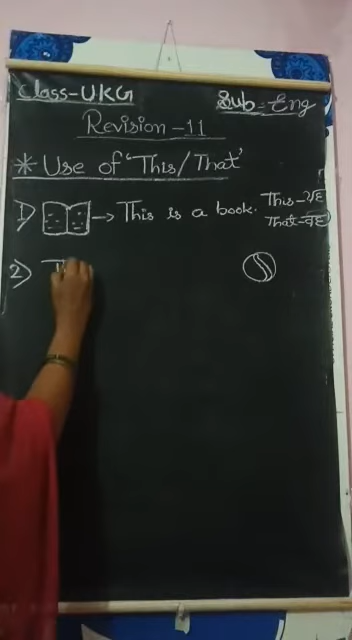 Class-UKG Sub-Eng
Revision-11
* Use of 'This/That'
1) → This is a book. This-यह
That-वह
2) T